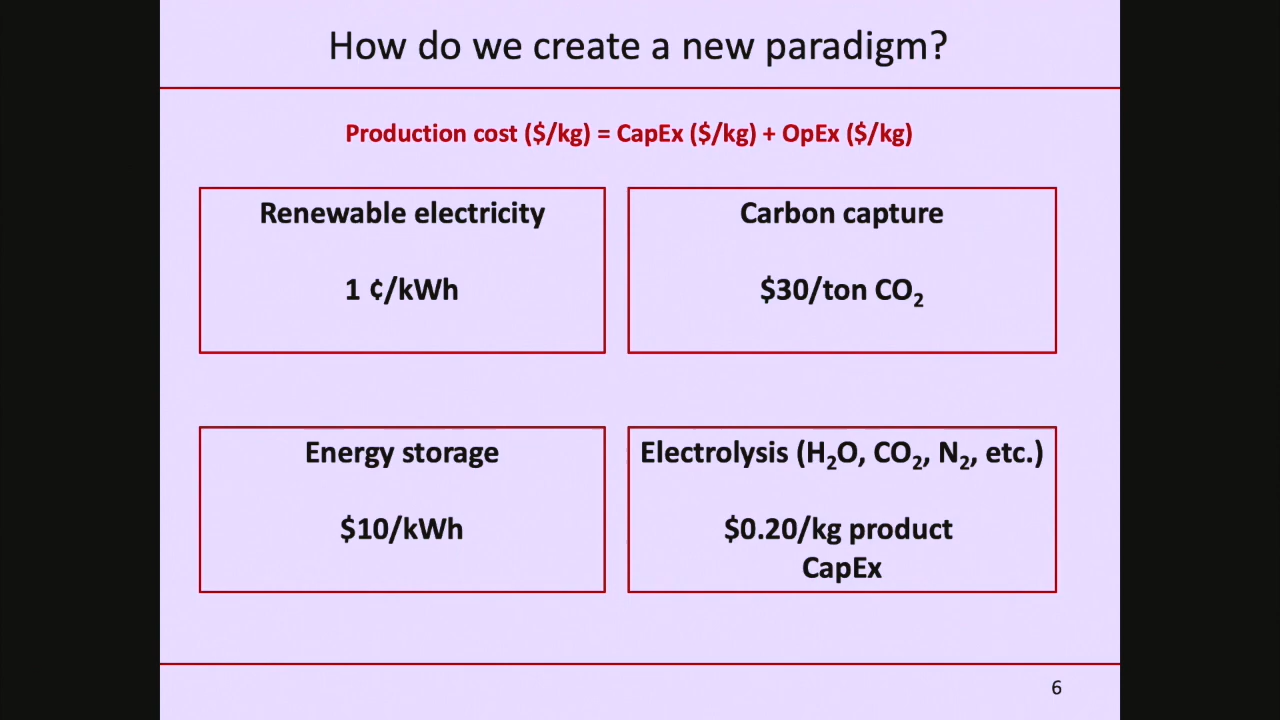 How do we create a new paradigm?
Production cost ($/kg) = CapEx ($/kg) + OpEx ($/kg)
Renewable electricity
1 ¢/kWh
Carbon capture
$30/ton CO₂
Energy storage
$10/kWh
Electrolysis (H₂O, CO₂, N₂, etc.)
$0.20/kg product
CapEx
6